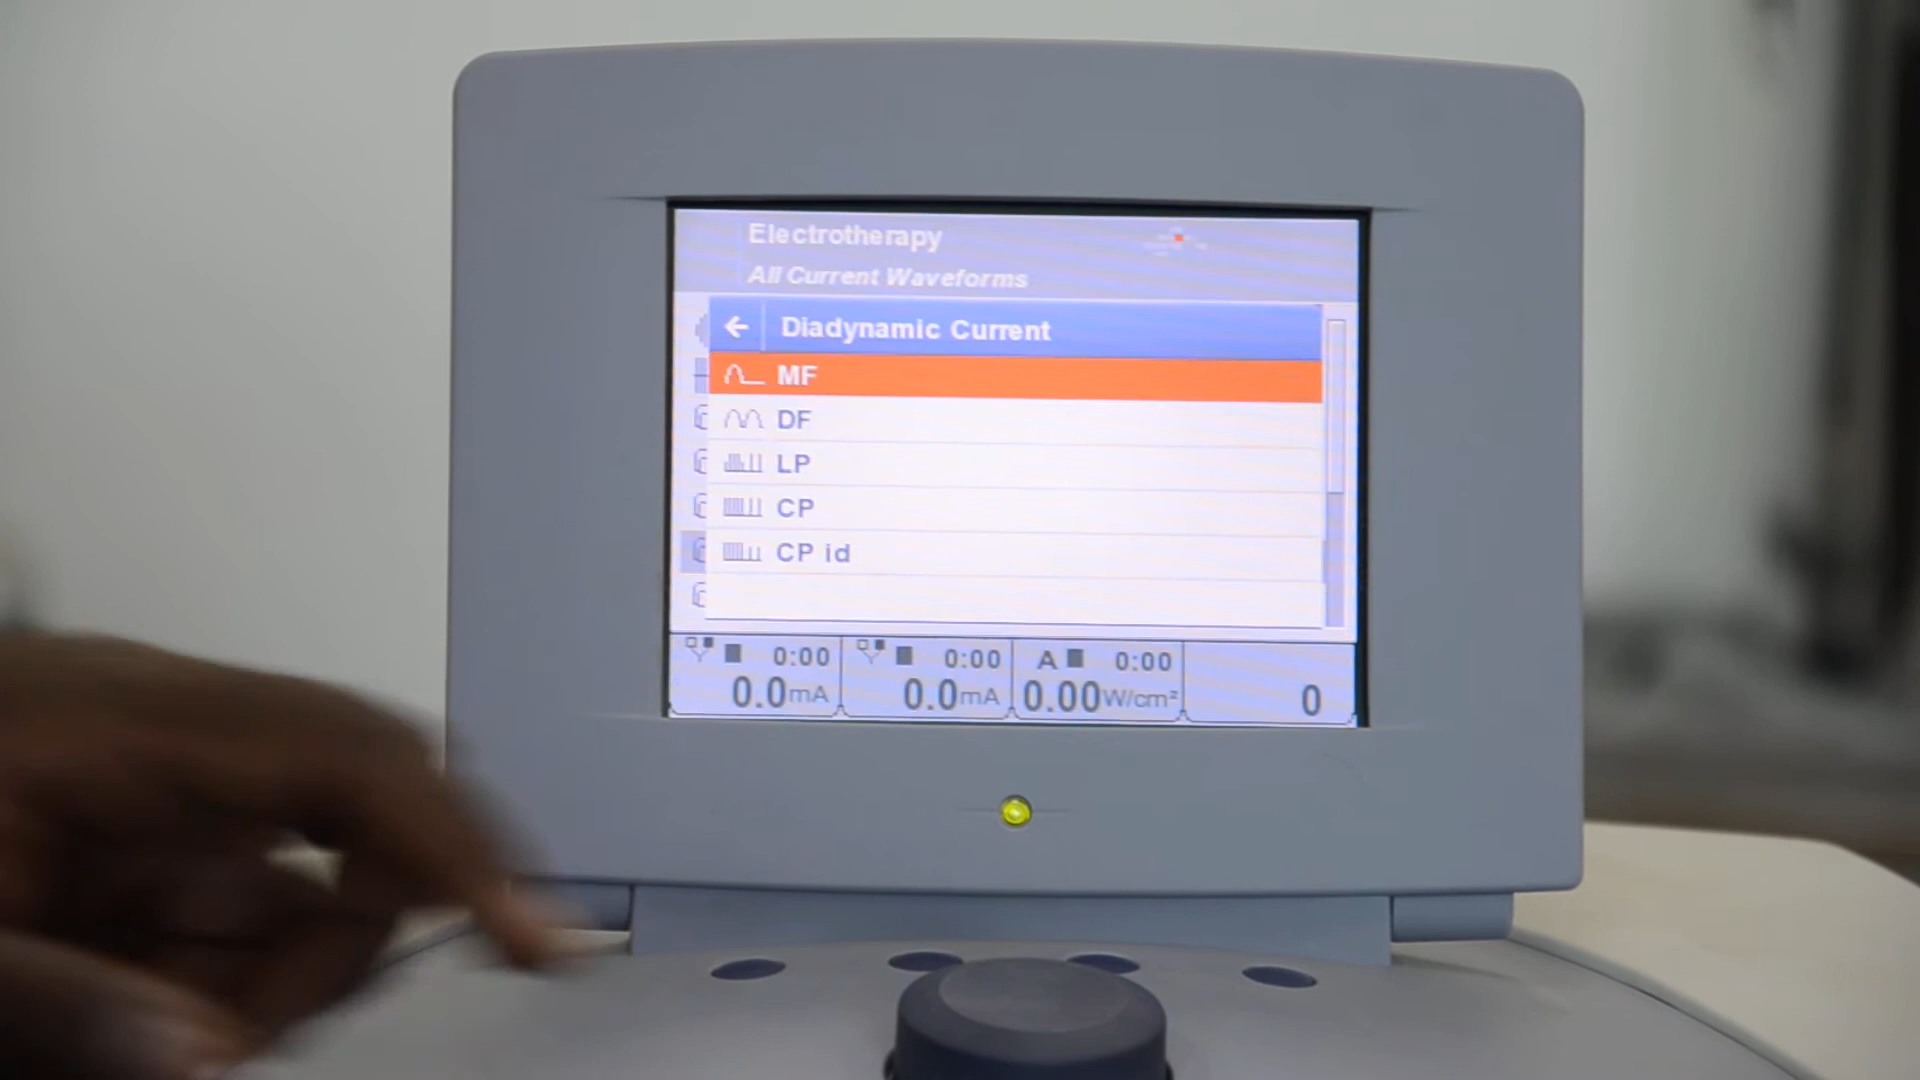 Electrotherapy
All Current Waveforms
Diadynamic Current
MF
DF
LP
CP
CP id
0:00 0:00 A 0:00
0.0mA 0.0mA 0.00W/cm² 0